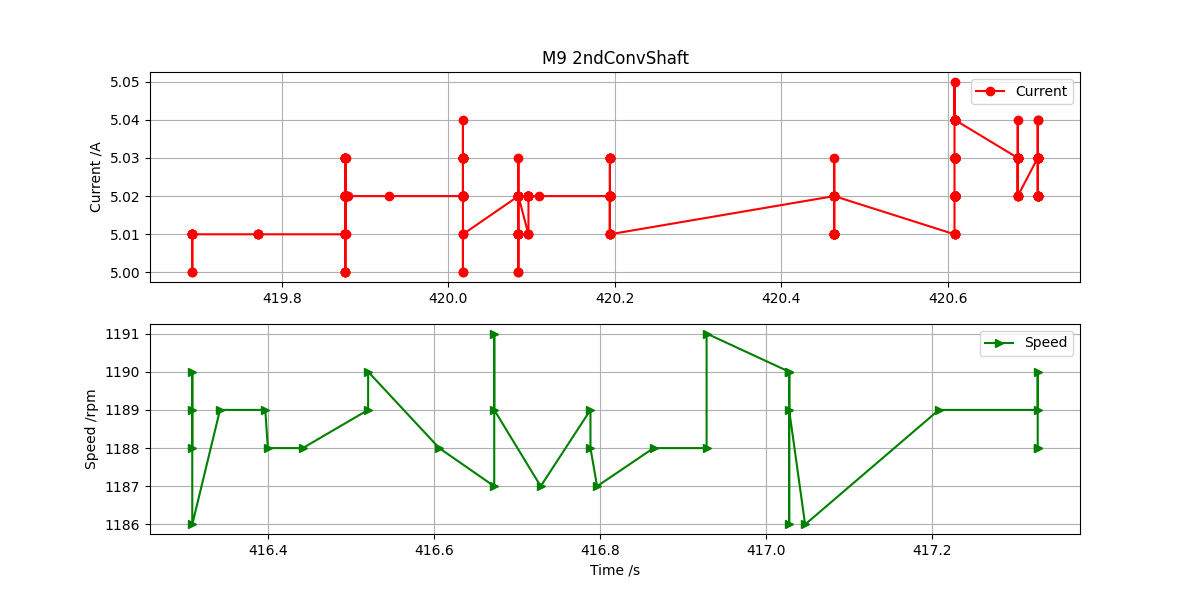 M9 2ndConvShaft
Current /A
5.05
5.04
5.03
5.02
5.01
5.00
Current
419.8 420.0 420.2 420.4 420.6
Speed /rpm
1191
1190
1189
1188
1187
1186
Speed
416.4 416.6 416.8 417.0 417.2
Time /s